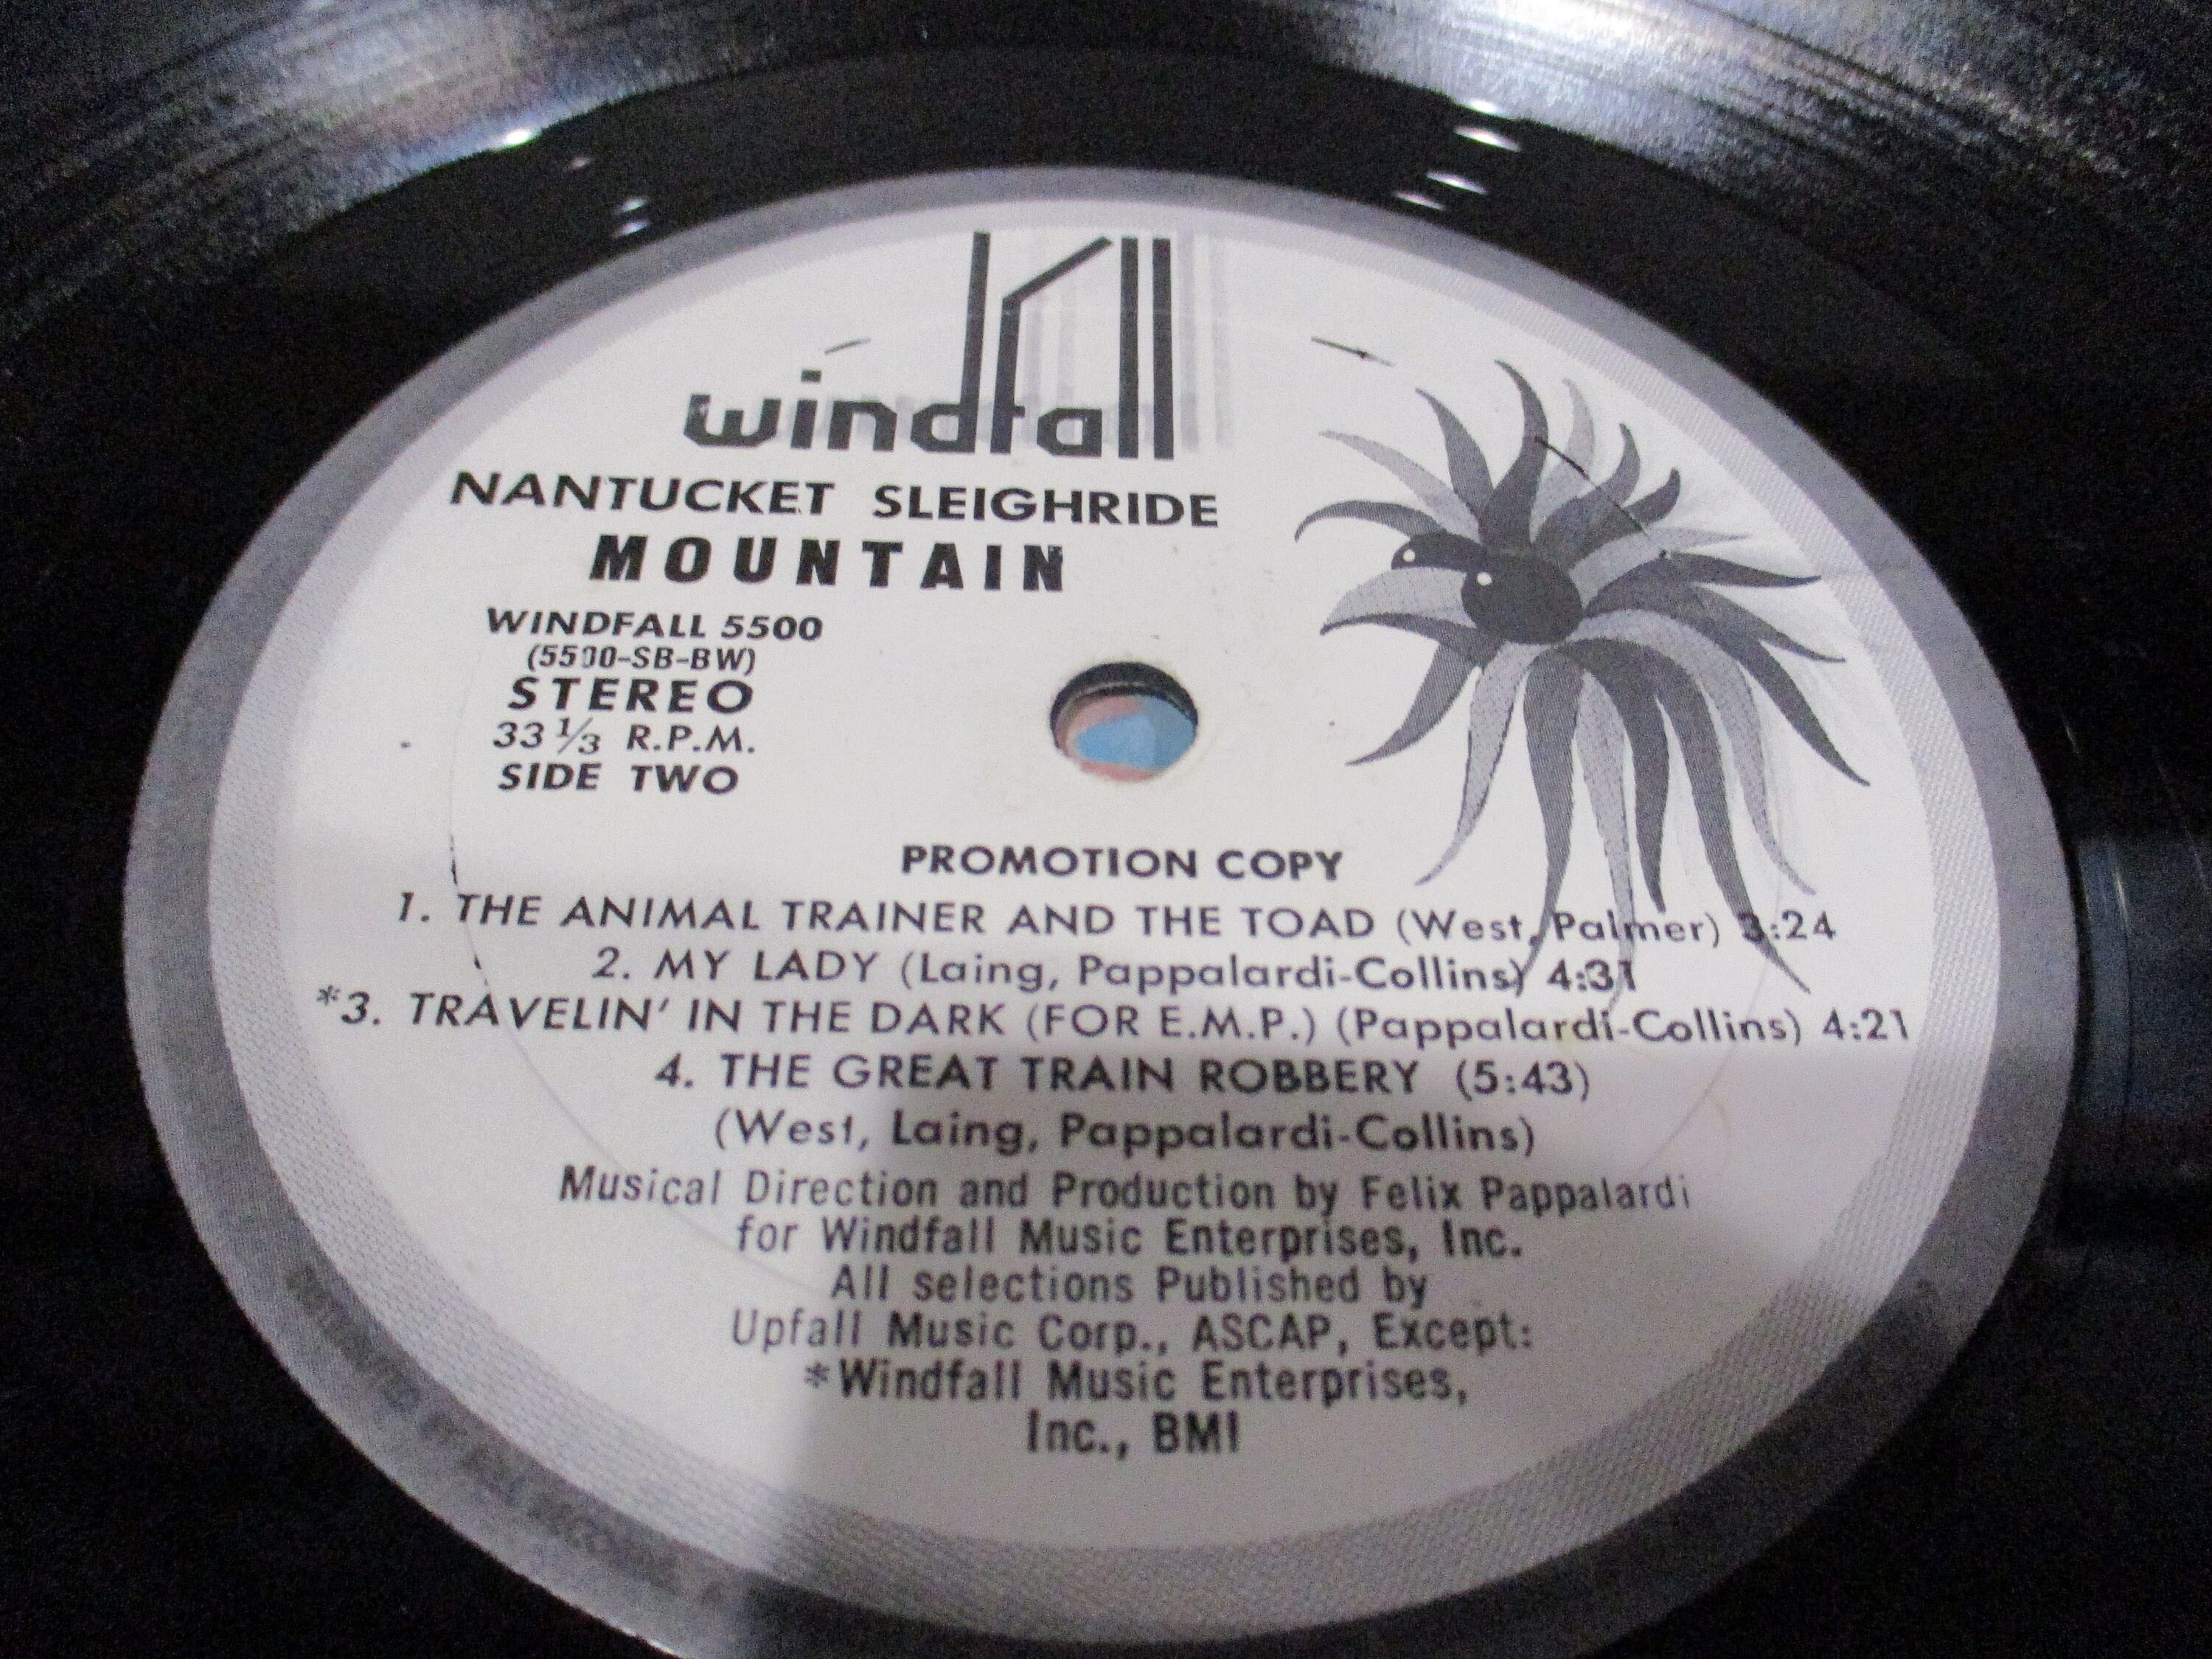 windfall
NANTUCKET SLEIGHRIDE
MOUNTAIN
WINDFALL 5500
(5500-SB-BW)
STEREO
33 1/3 R.P.M.
SIDE TWO
PROMOTION COPY
1. THE ANIMAL TRAINER AND THE TOAD (West, Palmer) 3:24
2. MY LADY (Laing, Pappalardi-Collins) 4:31
*3. TRAVELIN' IN THE DARK (FOR E.M.P.) (Pappalardi-Collins) 4:21
4. THE GREAT TRAIN ROBBERY (5:43)
(West, Laing, Pappalardi-Collins)
Musical Direction and Production by Felix Pappalardi
for Windfall Music Enterprises, Inc.
All selections Published by
Upfall Music Corp., ASCAP, Except:
*Windfall Music Enterprises,
Inc., BMI